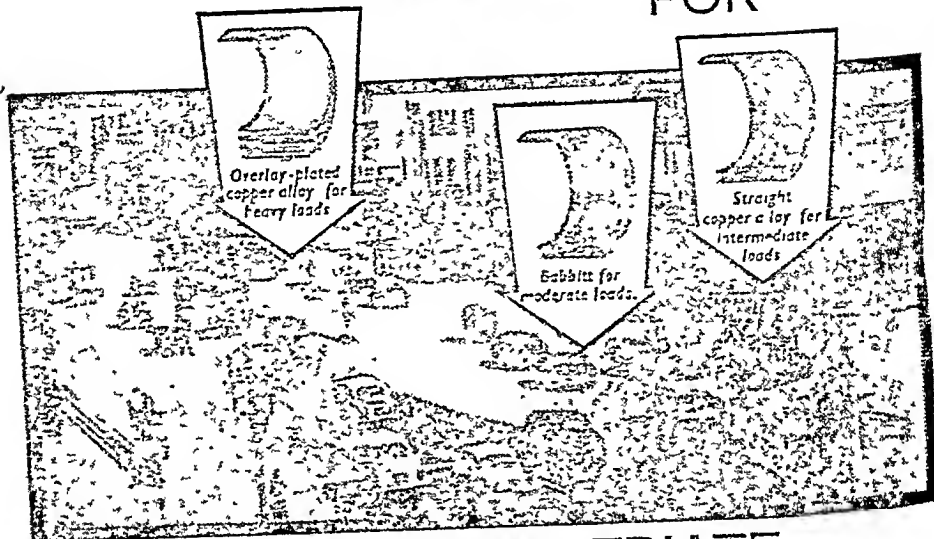 FOR
Overlay-plated
copper alloy for
heavy loads
Babbitt for
moderate loads.
Straight
copper alloy for
intermediate
loads